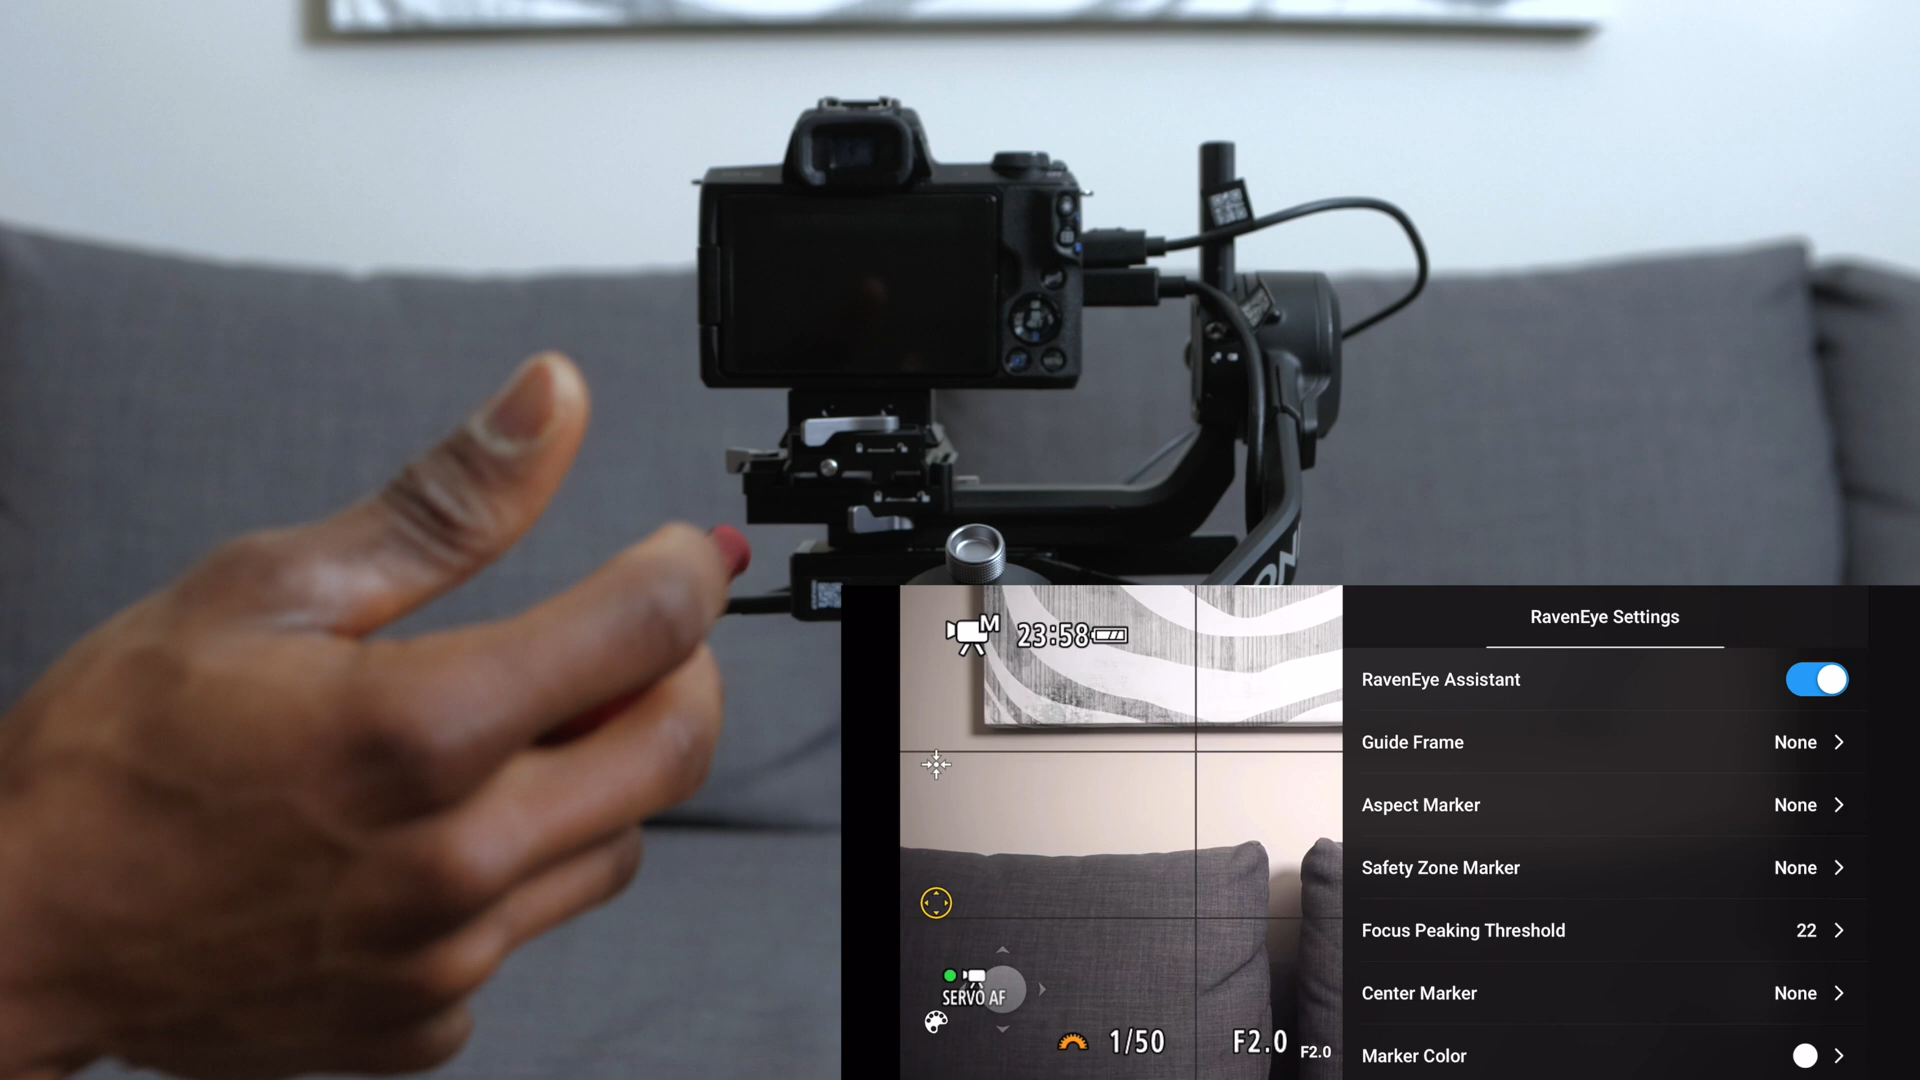 ON
M
23:58
RavenEye Settings
RavenEye Assistant
Guide Frame None
Aspect Marker None
Safety Zone Marker None
Focus Peaking Threshold 22
Center Marker None
Marker Color
SERVO AF
1/50 F2.0 F2.0